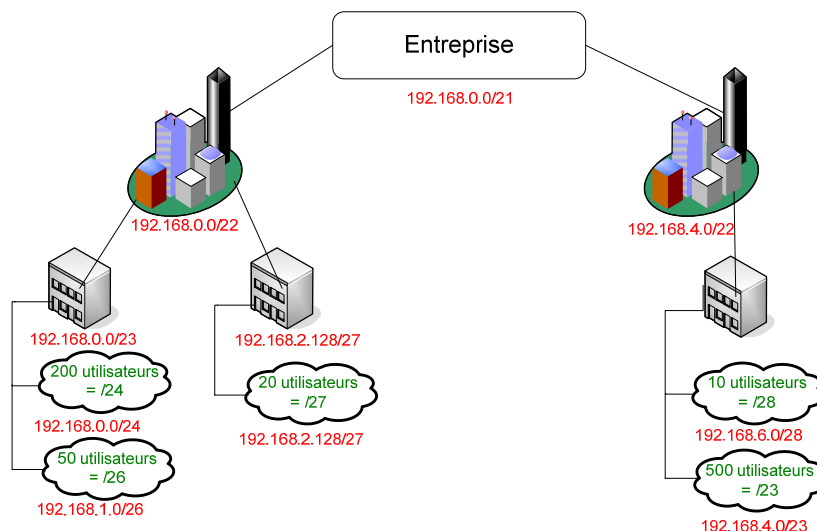 Entreprise
192.168.0.0/21
192.168.0.0/22
192.168.4.0/22
192.168.0.0/23
200 utilisateurs
= /24
192.168.0.0/24
50 utilisateurs
= /26
192.168.1.0/26
192.168.2.128/27
20 utilisateurs
= /27
192.168.2.128/27
10 utilisateurs
= /28
192.168.6.0/28
500 utilisateurs
= /23
192.168.4.0/23